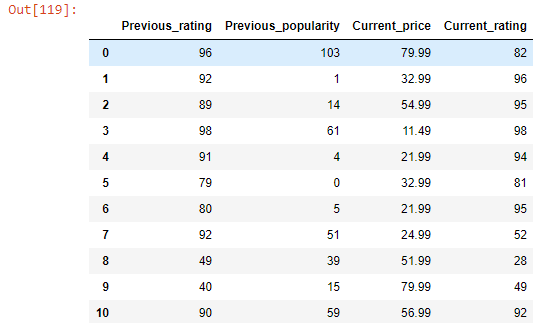 Out[119]:
Previous_rating Previous_popularity Current_price Current_rating
0 96 103 79.99 82
1 92 1 32.99 96
2 89 14 54.99 95
3 98 61 11.49 98
4 91 4 21.99 94
5 79 0 32.99 81
6 80 5 21.99 95
7 92 51 24.99 52
8 49 39 51.99 28
9 40 15 79.99 49
10 90 59 56.99 92